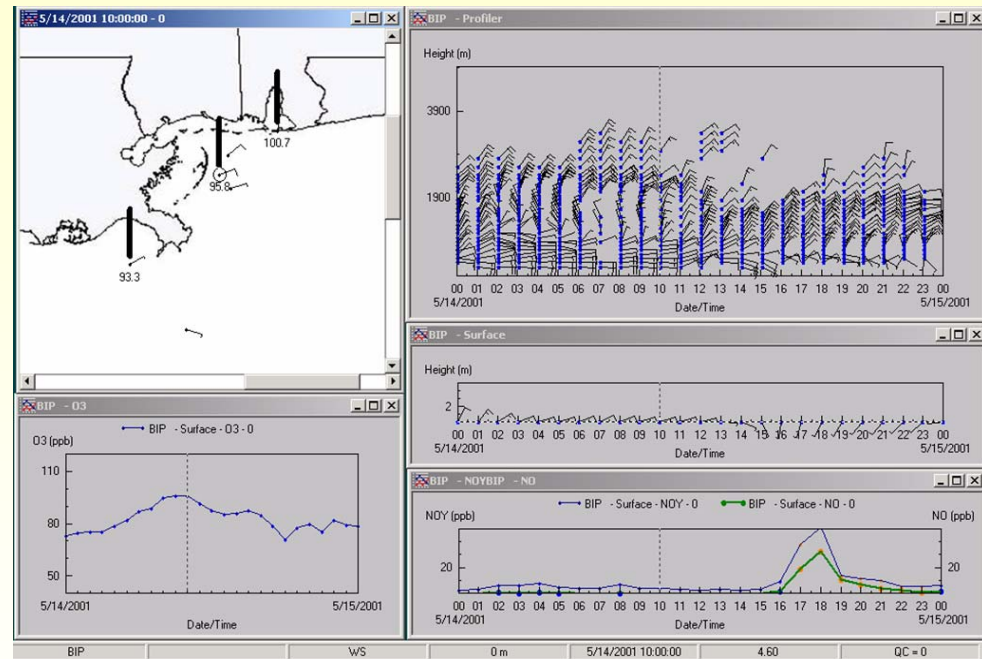 5/14/2001 10:00:00 - 0
100.7
95.8
93.3
BIP - Profiler
Height (m)
3900
1900
00 01 02 03 04 05 06 07 08 09 10 11 12 13 14 15 16 17 18 19 20 21 22 23 00
5/14/2001 5/15/2001
Date/Time
BIP - Surface
Height (m)
2
00 01 02 03 04 05 06 07 08 09 10 11 12 13 14 15 16 17 18 19 20 21 22 23 00
5/14/2001 5/15/2001
Date/Time
BIP - O3
BIP - Surface - O3 - 0
O3 (ppb)
110
80
50
5/14/2001 5/15/2001
Date/Time
BIP - NOYBIP - NO
BIP - Surface - NOY - 0 BIP - Surface - NO - 0
NOY (ppb) NO (ppb)
20 20
00 01 02 03 04 05 06 07 08 09 10 11 12 13 14 15 16 17 18 19 20 21 22 23 00
5/14/2001 5/15/2001
Date/Time
BIP WS 0 m 5/14/2001 10:00:00 4.60 QC = 0